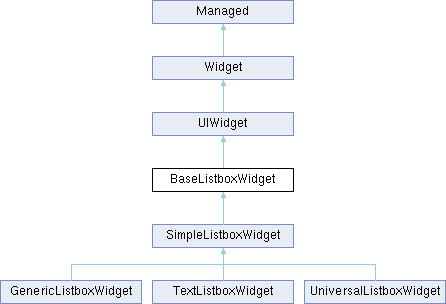 Managed
Widget
UIWidget
BaseListboxWidget
SimpleListboxWidget
GenericListboxWidget
TextListboxWidget
UniversalListboxWidget